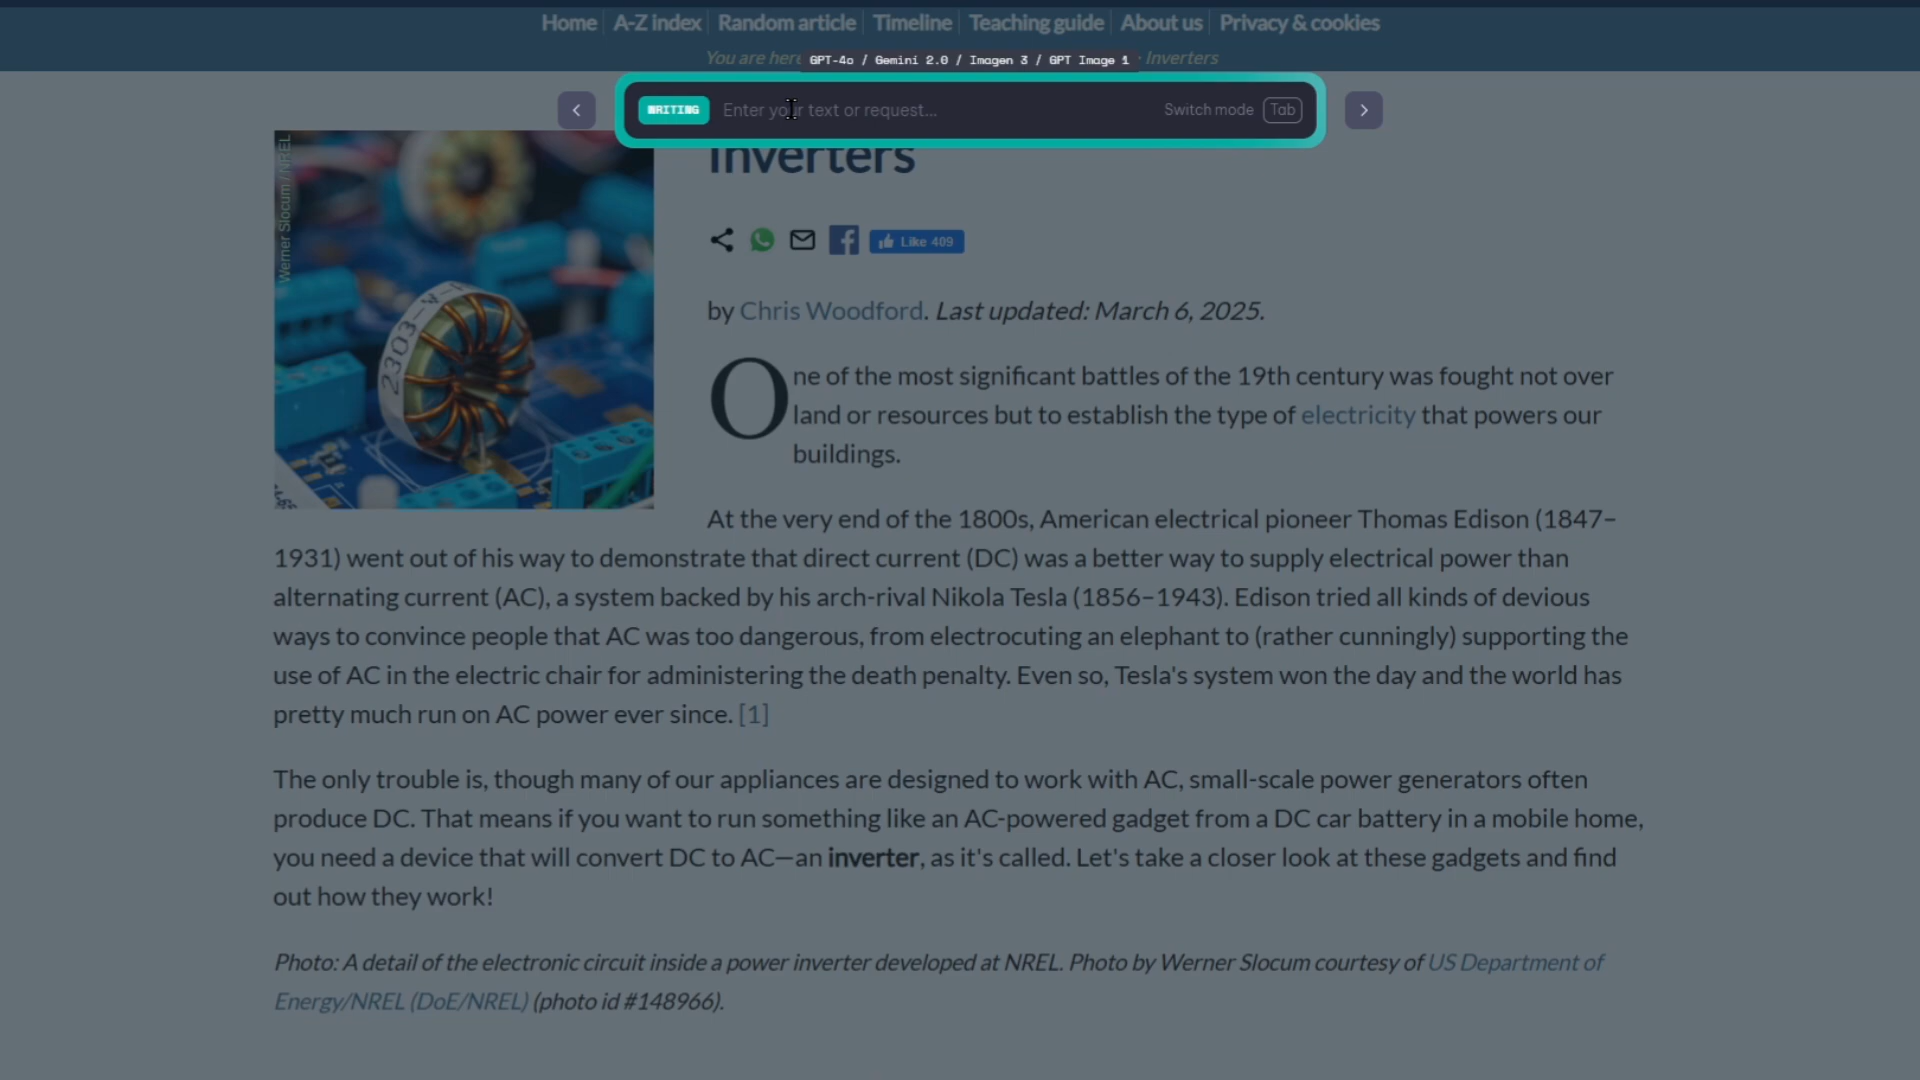 Home A-Z index Random article Timeline Teaching guide About us Privacy & cookies
You are here Inverters
GPT-4o / Gemini 2.0 / Imagen 3 / GPT Image 1
WRITING Enter your text or request... Switch mode Tab
Inverters
Werner Slocum / NREL
Like 409
by Chris Woodford. Last updated: March 6, 2025.
One of the most significant battles of the 19th century was fought not over
land or resources but to establish the type of electricity that powers our
buildings.
2303-
At the very end of the 1800s, American electrical pioneer Thomas Edison (1847–
1931) went out of his way to demonstrate that direct current (DC) was a better way to supply electrical power than
alternating current (AC), a system backed by his arch-rival Nikola Tesla (1856–1943). Edison tried all kinds of devious
ways to convince people that AC was too dangerous, from electrocuting an elephant to (rather cunningly) supporting the
use of AC in the electric chair for administering the death penalty. Even so, Tesla's system won the day and the world has
pretty much run on AC power ever since. [1]
The only trouble is, though many of our appliances are designed to work with AC, small-scale power generators often
produce DC. That means if you want to run something like an AC-powered gadget from a DC car battery in a mobile home,
you need a device that will convert DC to AC—an inverter, as it's called. Let's take a closer look at these gadgets and find
out how they work!
Photo: A detail of the electronic circuit inside a power inverter developed at NREL. Photo by Werner Slocum courtesy of US Department of
Energy/NREL (DoE/NREL) (photo id #148966).